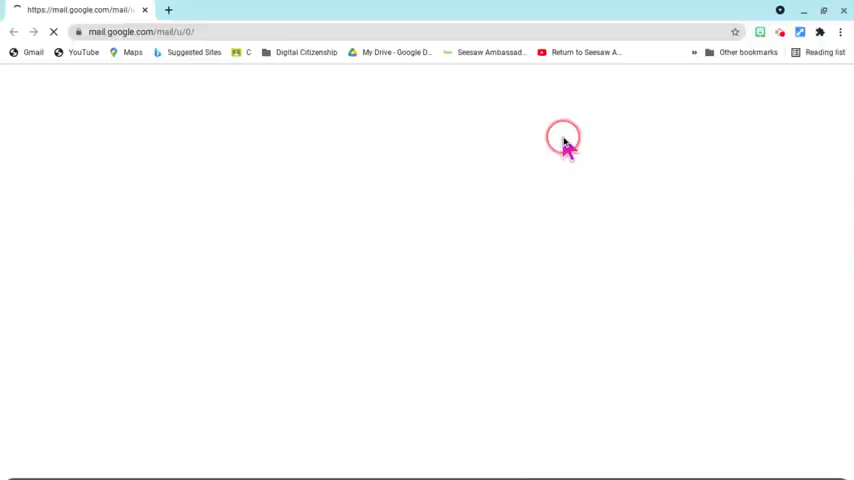 https://mail.google.com/mail/u
mail.google.com/mail/u/0/
Gmail YouTube Maps Suggested Sites C Digital Citizenship My Drive - Google D... Seesaw Ambassad... Return to Seesaw A... » Other bookmarks Reading list